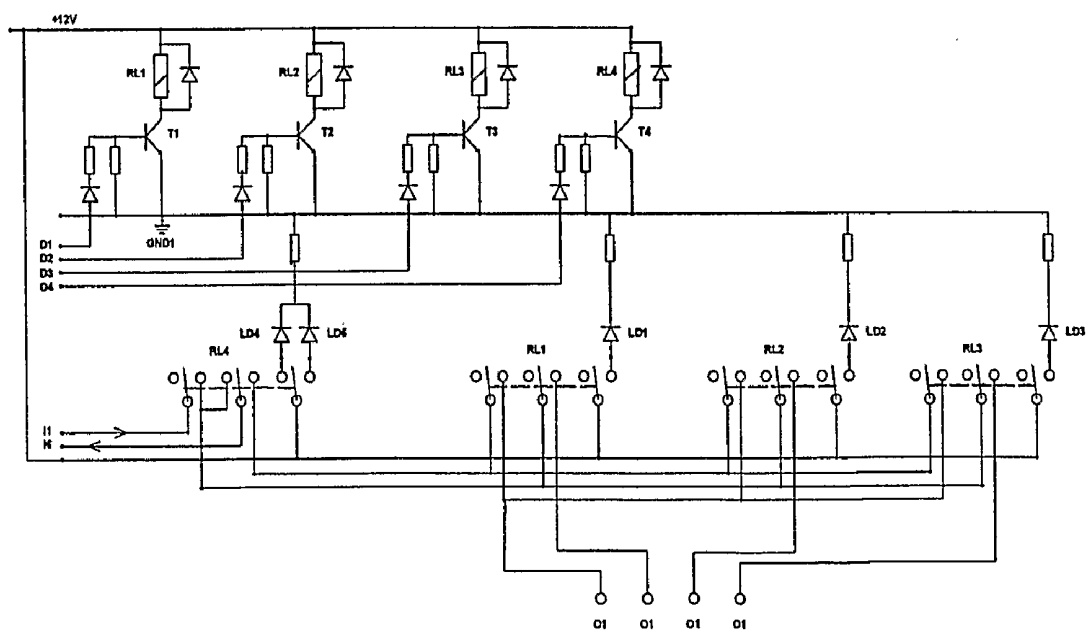 +12V
RL1
RL2
RL3
RL4
T1
T2
T3
T4
GND1
D1
D2
D3
D4
LD4
LD5
LD1
LD2
LD3
RL4
RL1
RL2
RL3
I1
O1
O1
O1
O1